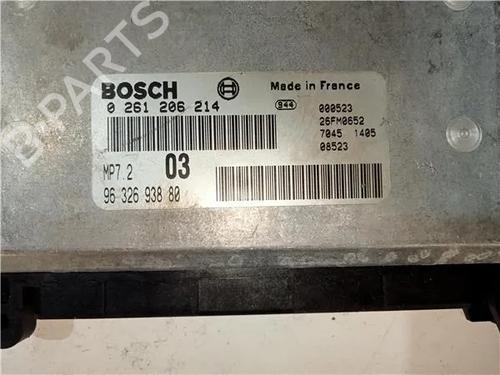 B-PARTS
BOSCH
Made in France
0 261 206 214
944
000523
26FM0652
7045 1405
08523
MP7.2
03
96 326 938 80